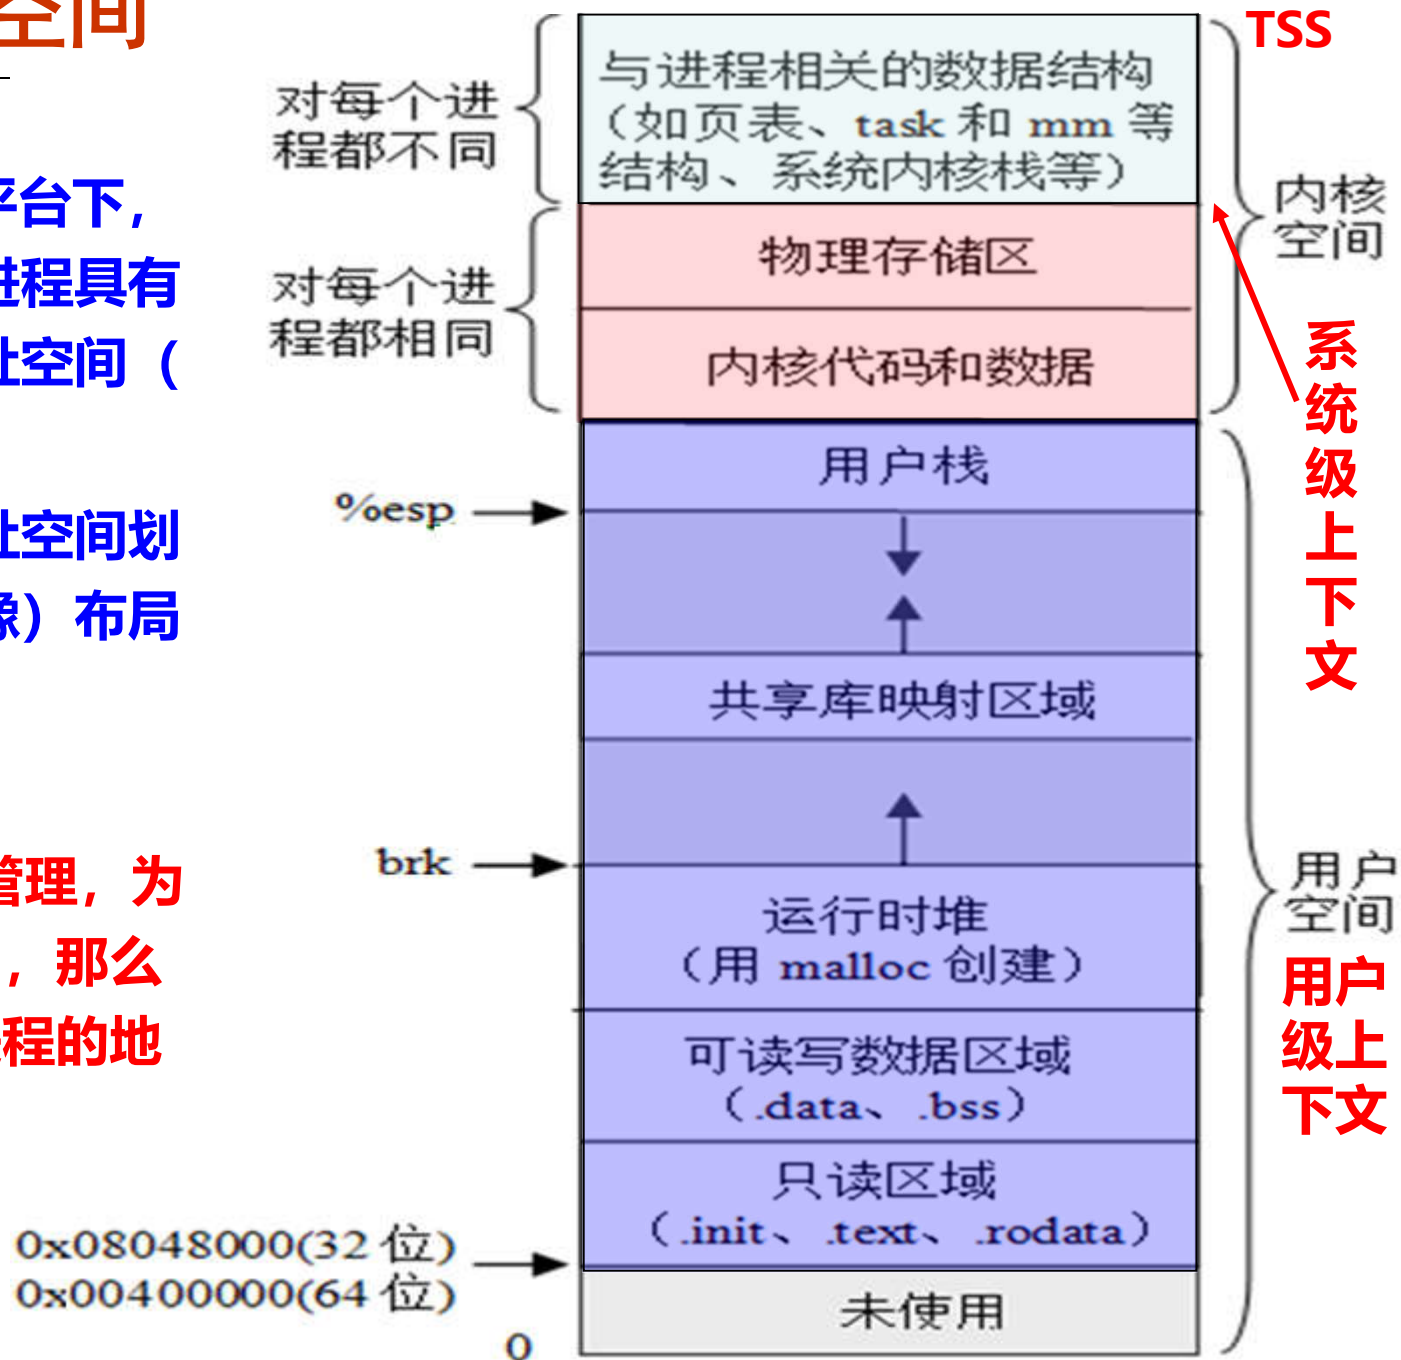 空间
TSS
对每个进
程都不同
与进程相关的数据结构
（如页表、task 和 mm 等
结构、系统内核栈等）
内核
空间
平台下，
进程具有
址空间（
对每个进
程都相同
物理存储区
内核代码和数据
系
统
级
上
下
文
用户栈
%esp
址空间划
像）布局
共享库映射区域
brk
管理，为
，那么
程的地
运行时堆
（用 malloc 创建）
用户
空间
用户
级上
下文
可读写数据区域
（.data、.bss）
只读区域
（.init、.text、.rodata）
0x08048000(32 位)
0x00400000(64 位)
未使用
0